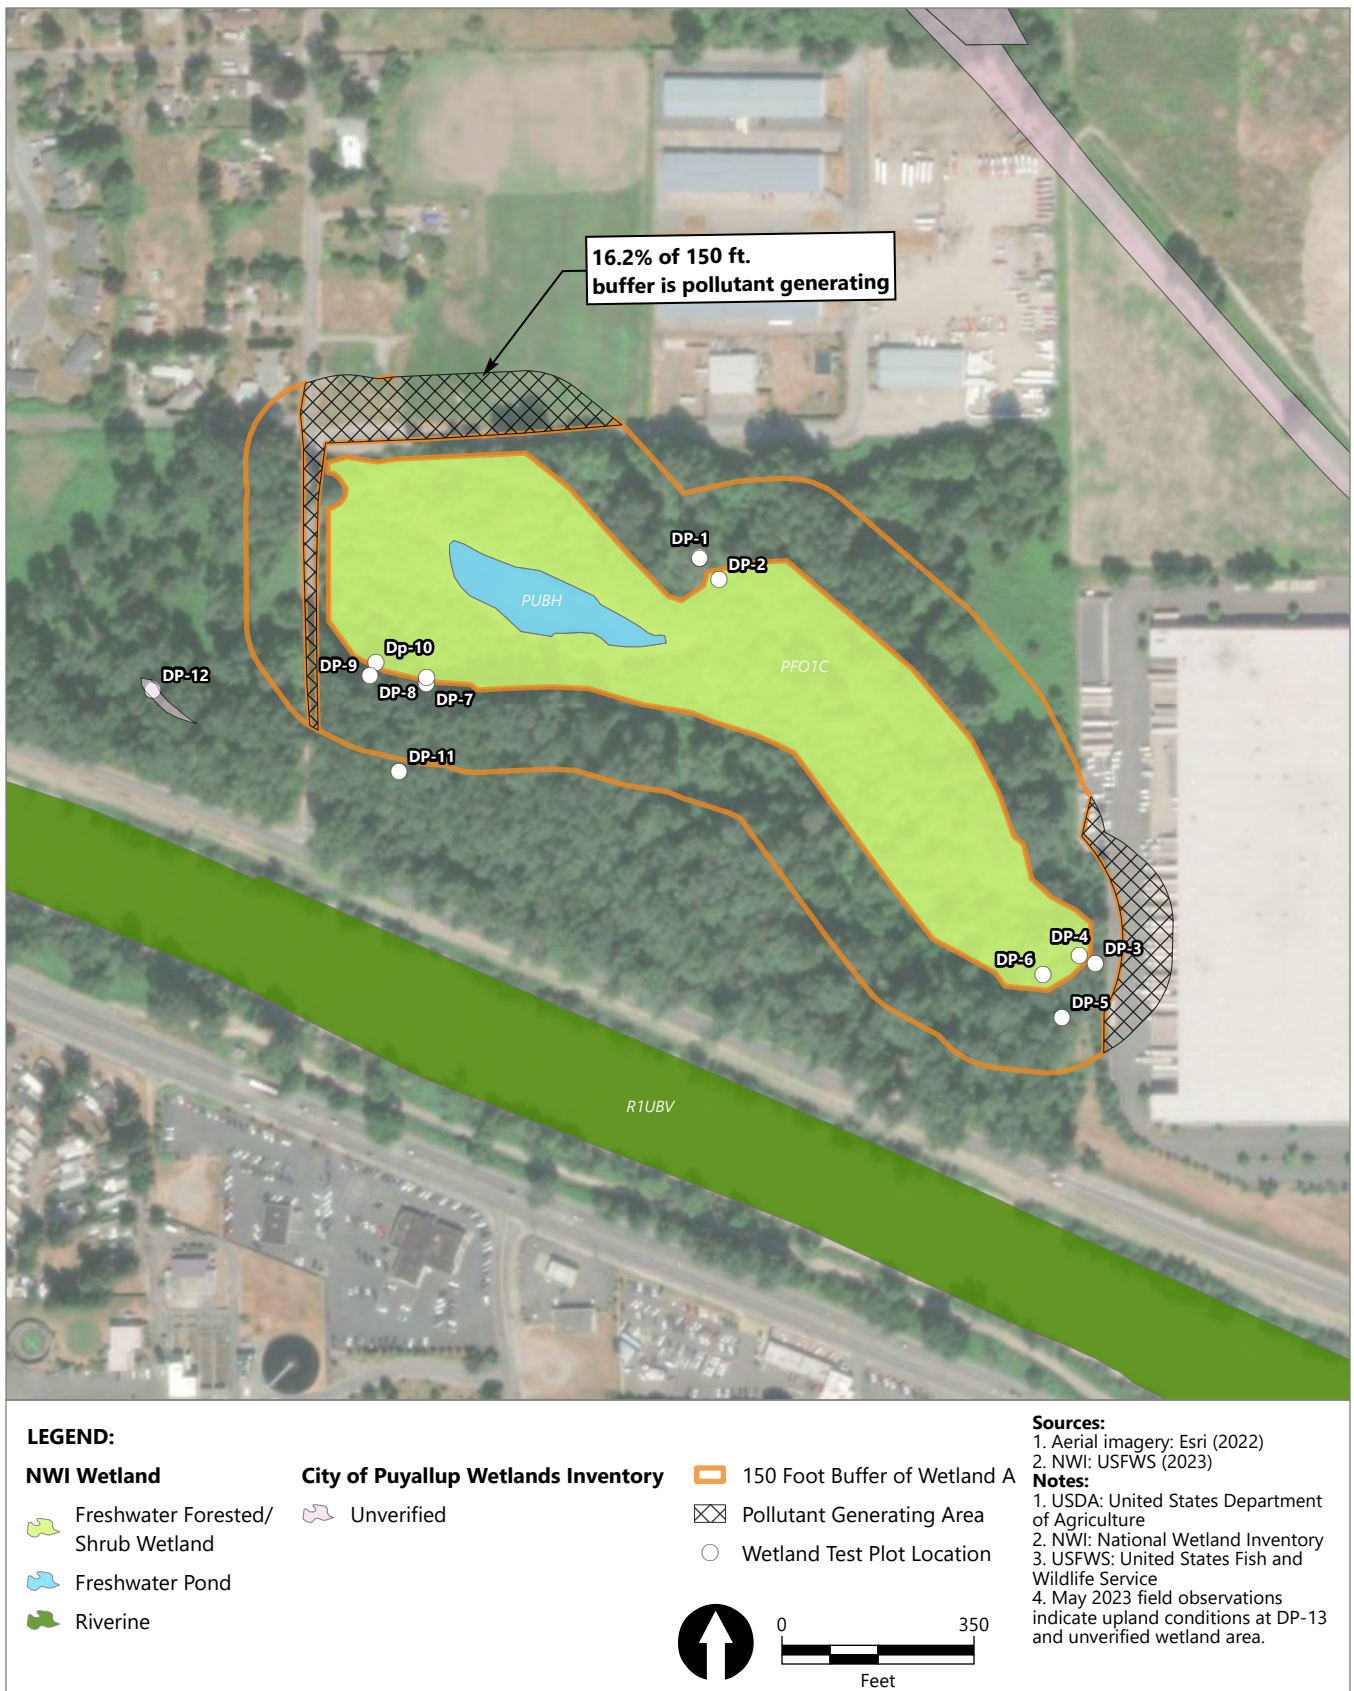 16.2% of 150 ft.
buffer is pollutant generating
DP-1
DP-2
PUBH
PFO1C
Dp-10
DP-9
DP-8
DP-7
DP-12
DP-11
DP-4
DP-3
DP-6
DP-5
R1UBV
LEGEND:
NWI Wetland
Freshwater Forested/
Shrub Wetland
Freshwater Pond
Riverine
City of Puyallup Wetlands Inventory
Unverified
150 Foot Buffer of Wetland A
Pollutant Generating Area
Wetland Test Plot Location
0 350
Feet
Sources:
1. Aerial imagery: Esri (2022)
2. NWI: USFWS (2023)
Notes:
1. USDA: United States Department
of Agriculture
2. NWI: National Wetland Inventory
3. USFWS: United States Fish and
Wildlife Service
4. May 2023 field observations
indicate upland conditions at DP-13
and unverified wetland area.